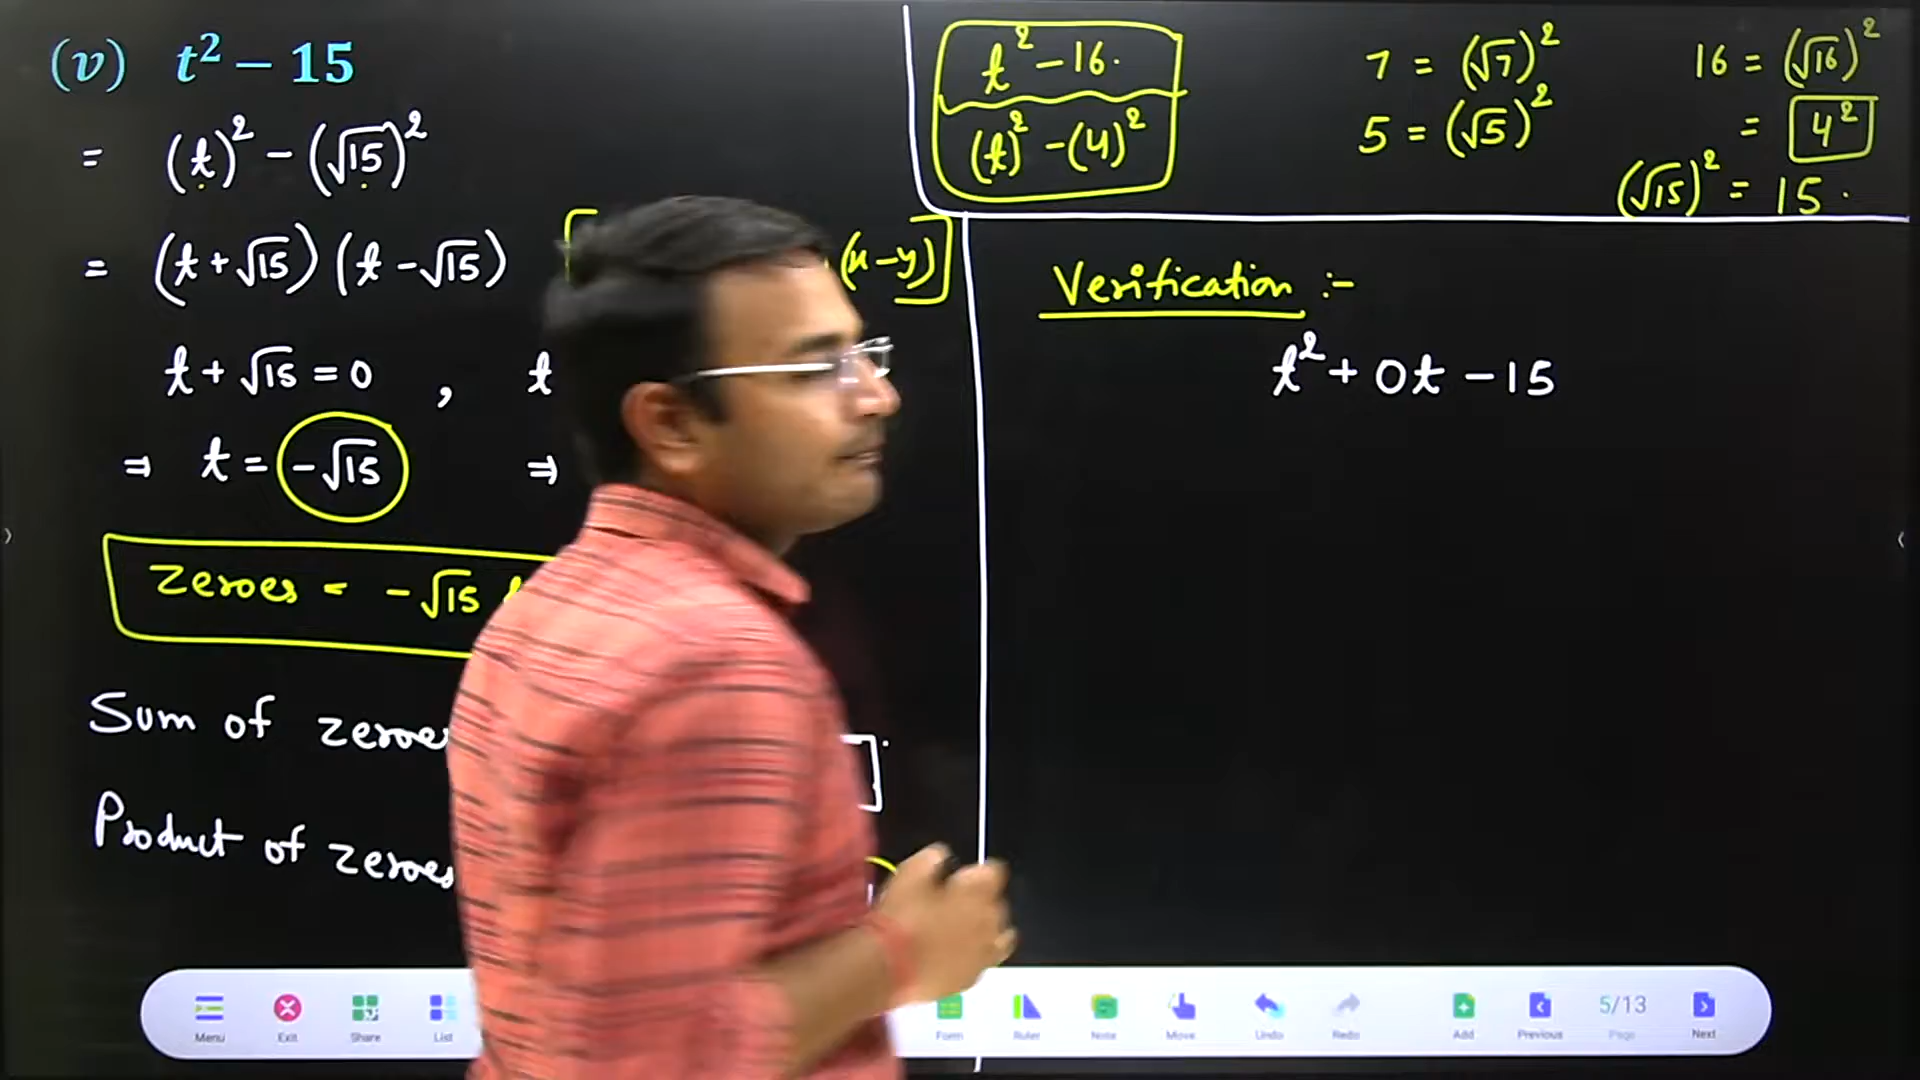 (v) t² − 15
= (t)² − (√15)²
= (t + √15) (t − √15)
(x − y)]
t + √15 = 0 , t
⇒ t = −√15 ⇒
Zeroes = − √15
Sum of zeroes
Product of zeroes
t² − 16.
(t)² − (4)²
7 = (√7)²
5 = (√5)²
16 = (√16)²
= 4²
(√15)² = 15.
Verification :-
t² + 0t − 15
Menu Exit Share List Form Ruler Note Move Undo Redo Add Previous 5/13 Page Next